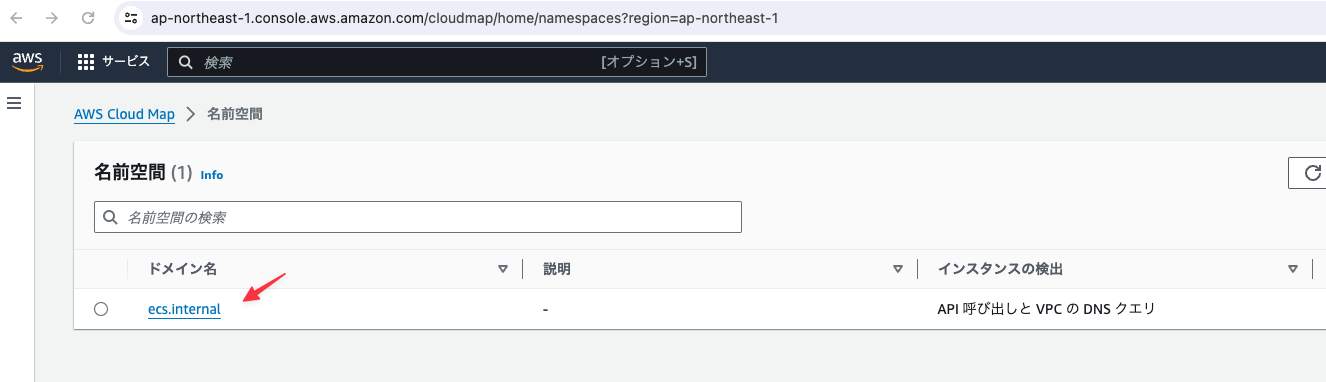 ap-northeast-1.console.aws.amazon.com/cloudmap/home/namespaces?region=ap-northeast-1
aws サービス 検索 [オプション+S]
AWS Cloud Map 名前空間
名前空間 (1) Info
名前空間の検索
ドメイン名 説明 インスタンスの検出
ecs.internal - API 呼び出しと VPC の DNS クエリ